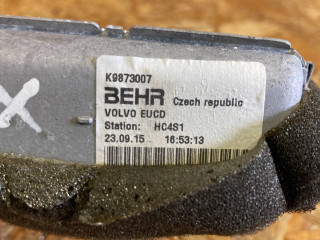 K9873007
BEHR Czech republic
VOLVO EUCD
Station: HC4S1
23.09.15 16:53:13
X